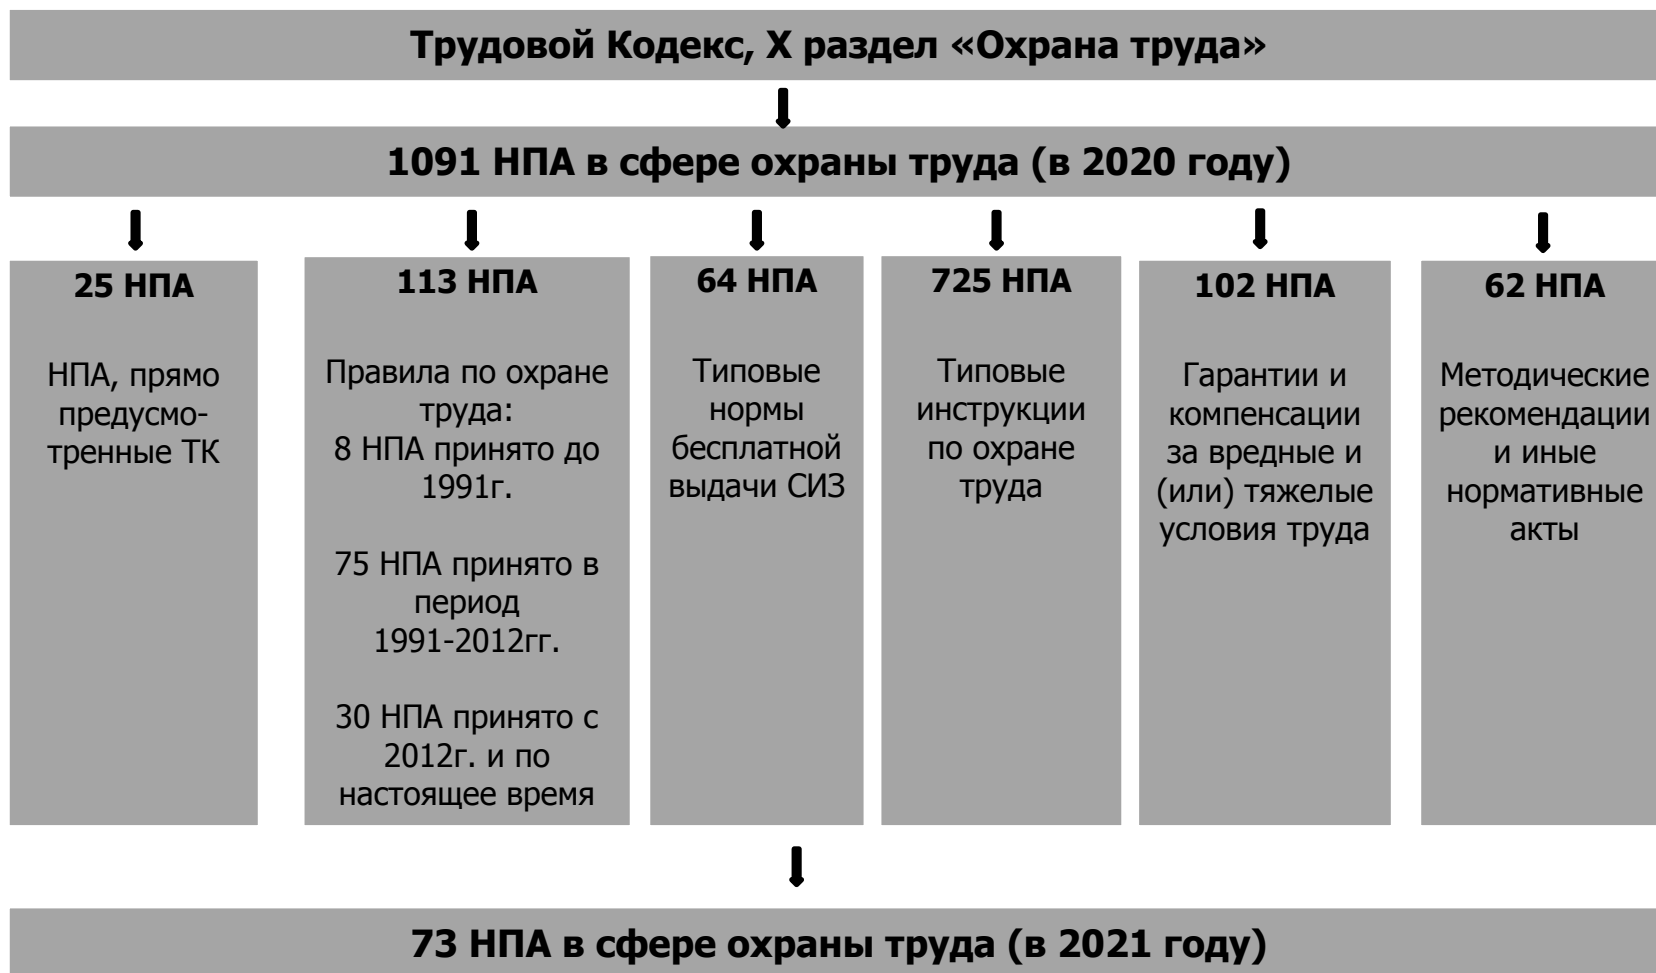 Трудовой Кодекс, X раздел «Охрана труда»
1091 НПА в сфере охраны труда (в 2020 году)
25 НПА
НПА, прямо
предусмо-
тренные ТК
113 НПА
Правила по охране
труда:
8 НПА принято до
1991г.
75 НПА принято в
период
1991-2012гг.
30 НПА принято с
2012г. и по
настоящее время
64 НПА
Типовые
нормы
бесплатной
выдачи СИЗ
725 НПА
Типовые
инструкции
по охране
труда
102 НПА
Гарантии и
компенсации
за вредные и
(или) тяжелые
условия труда
62 НПА
Методические
рекомендации
и иные
нормативные
акты
73 НПА в сфере охраны труда (в 2021 году)